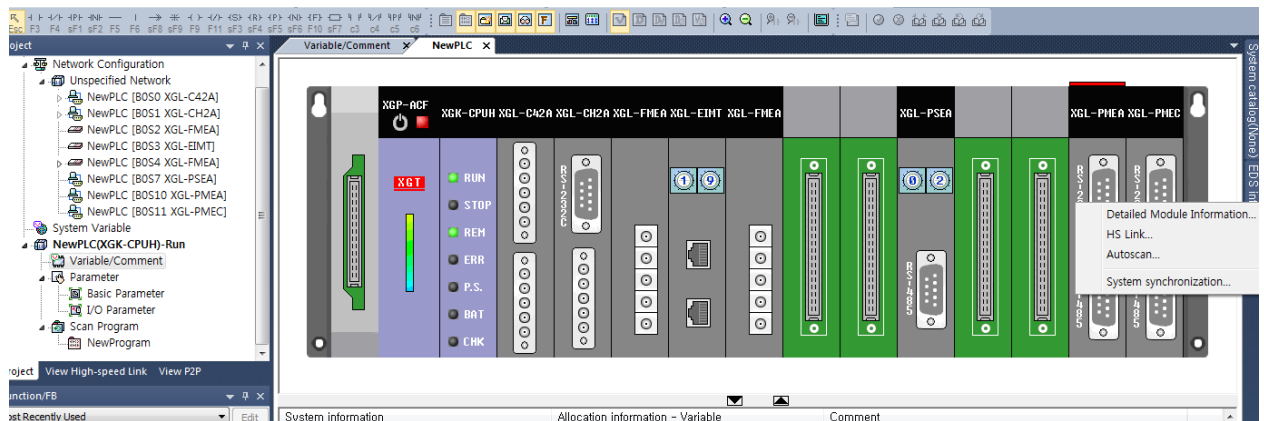 Esc F3 F4 sF1 sF2 F5 F6 sF8 sF9 F9 F11 sF3 sF4 sF5 sF6 F10 sF7 c3 c4 c5 c6
oject
Variable/Comment
NewPLC
Network Configuration
Unspecified Network
NewPLC [B0S0 XGL-C42A]
NewPLC [B0S1 XGL-CH2A]
NewPLC [B0S2 XGL-FMEA]
NewPLC [B0S3 XGL-EIMT]
NewPLC [B0S4 XGL-FMEA]
NewPLC [B0S7 XGL-PSEA]
NewPLC [B0S10 XGL-PMEA]
NewPLC [B0S11 XGL-PMEC]
System Variable
NewPLC(XGK-CPUH)-Run
Variable/Comment
Parameter
Basic Parameter
I/O Parameter
Scan Program
NewProgram
roject View High-speed Link View P2P
unction/FB
ost Recently Used
Edit
XGP-ACF
XGK-CPUH XGL-C42A XGL-CH2A XGL-FMEA XGL-EIMT XGL-FMEA XGL-PSEA XGL-PMEA XGL-PMEC
XGT
RUN
STOP
REM
ERR
P.S.
BAT
CHK
RS-232C
1 9
0 2
RS-485
Detailed Module Information...
HS Link...
Autoscan...
System synchronization...
System information
Allocation information - Variable
Comment
System catalog(None)
EDS in